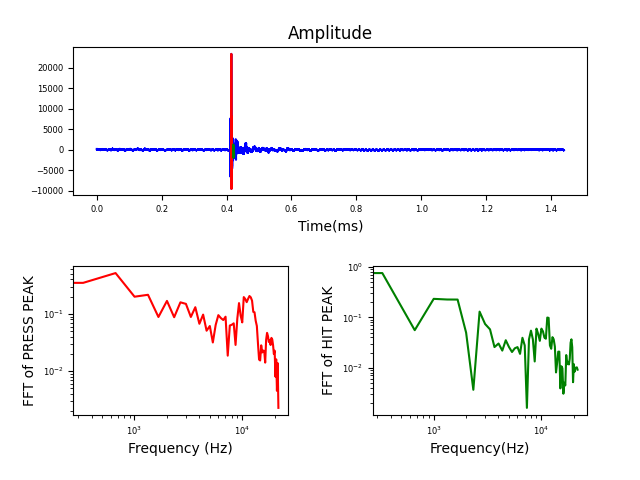 Amplitude
20000
15000
10000
5000
0
−5000
−10000
0.0 0.2 0.4 0.6 0.8 1.0 1.2 1.4
Time(ms)
FFT of PRESS PEAK
10⁻¹
10⁻²
10³ 10⁴
Frequency (Hz)
FFT of HIT PEAK
10⁰
10⁻¹
10⁻²
10³ 10⁴
Frequency(Hz)